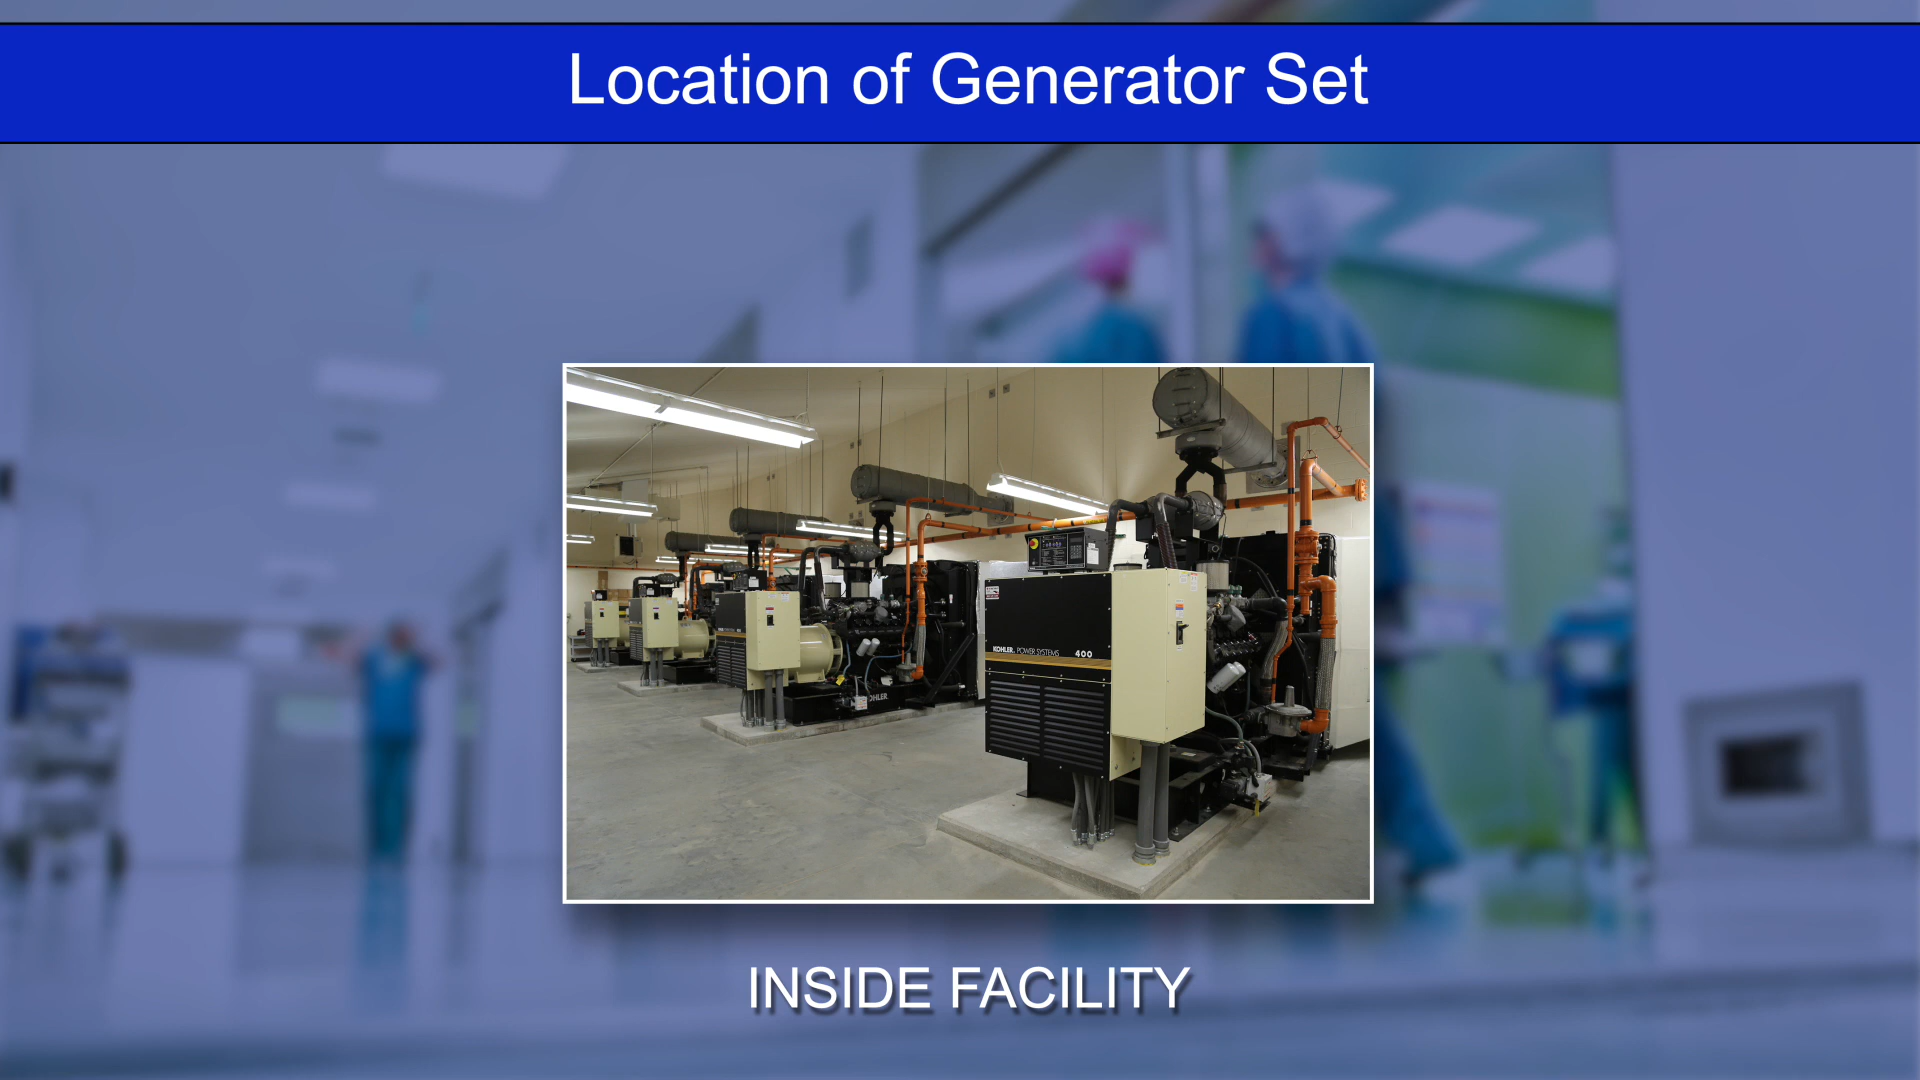 Location of Generator Set
KOHLER. POWER SYSTEMS 400
KOHLER
INSIDE FACILITY